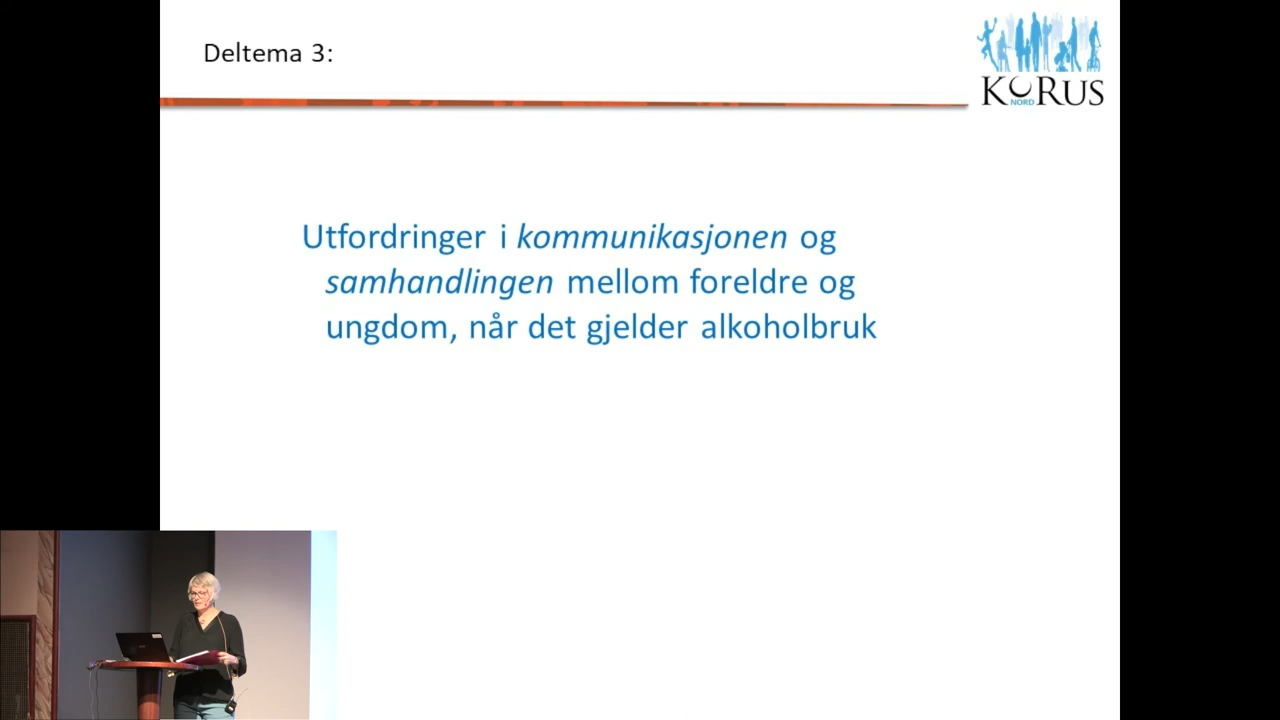 Deltema 3:
KoRUS
NORD
Utfordringer i kommunikasjonen og
samhandlingen mellom foreldre og
ungdom, når det gjelder alkoholbruk